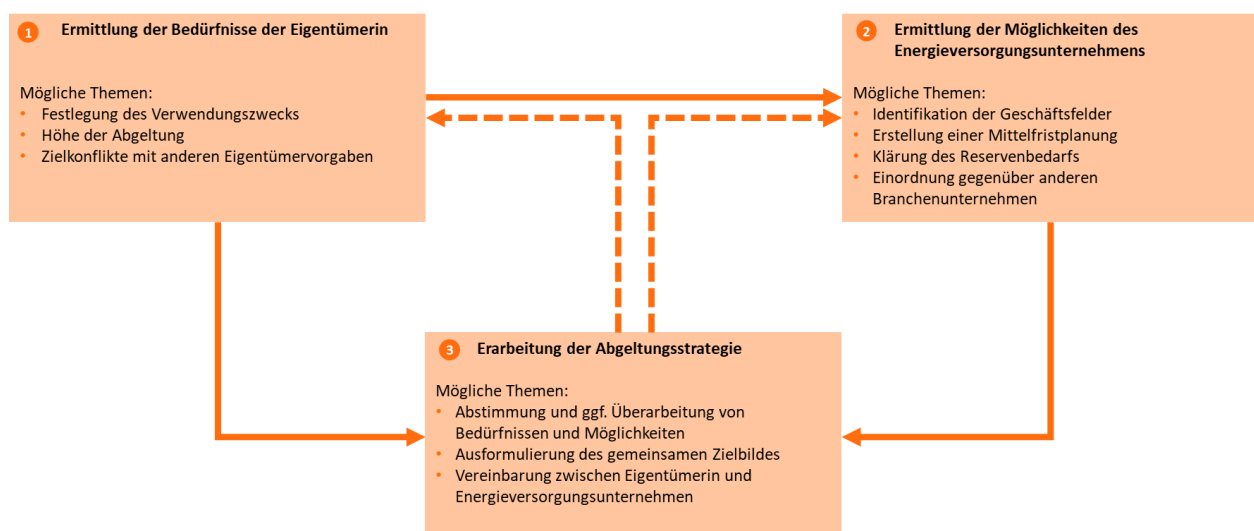 1 Ermittlung der Bedürfnisse der Eigentümerin
Mögliche Themen:
• Festlegung des Verwendungszwecks
• Höhe der Abgeltung
• Zielkonflikte mit anderen Eigentümervorgaben
2 Ermittlung der Möglichkeiten des
Energieversorgungsunternehmens
Mögliche Themen:
• Identifikation der Geschäftsfelder
• Erstellung einer Mittelfristplanung
• Klärung des Reservenbedarfs
• Einordnung gegenüber anderen
Branchenunternehmen
3 Erarbeitung der Abgeltungsstrategie
Mögliche Themen:
• Abstimmung und ggf. Überarbeitung von
Bedürfnissen und Möglichkeiten
• Ausformulierung des gemeinsamen Zielbildes
• Vereinbarung zwischen Eigentümerin und
Energieversorgungsunternehmen